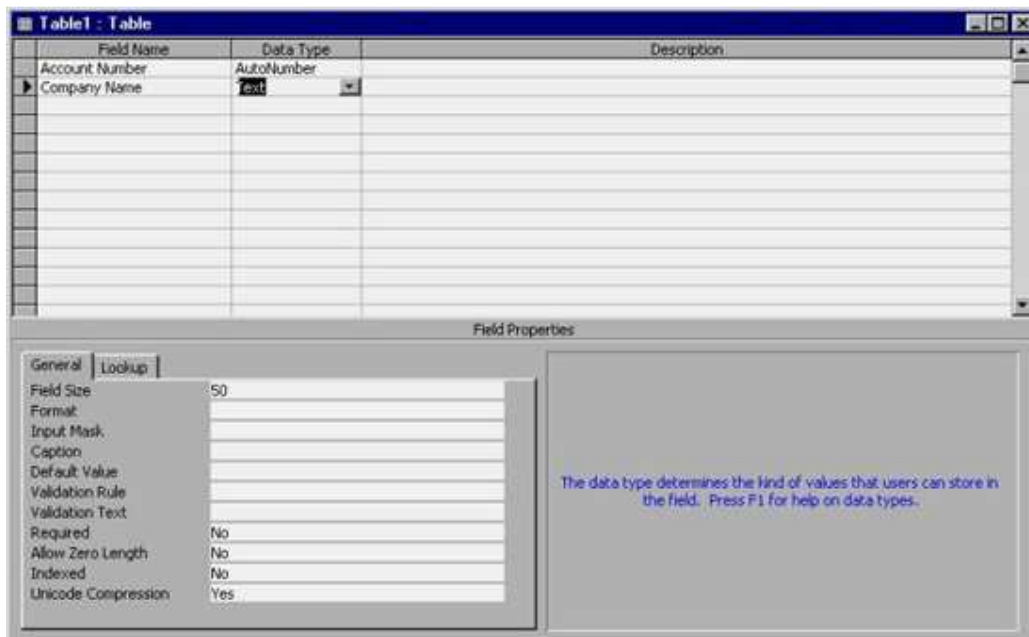 Table1 : Table
Field Name Data Type Description
Account Number AutoNumber
Company Name Text
Field Properties
General Lookup
Field Size 50
Format
Input Mask
Caption
Default Value
Validation Rule
Validation Text
Required No
Allow Zero Length No
Indexed No
Unicode Compression Yes
The data type determines the kind of values that users can store in
the field. Press F1 for help on data types.